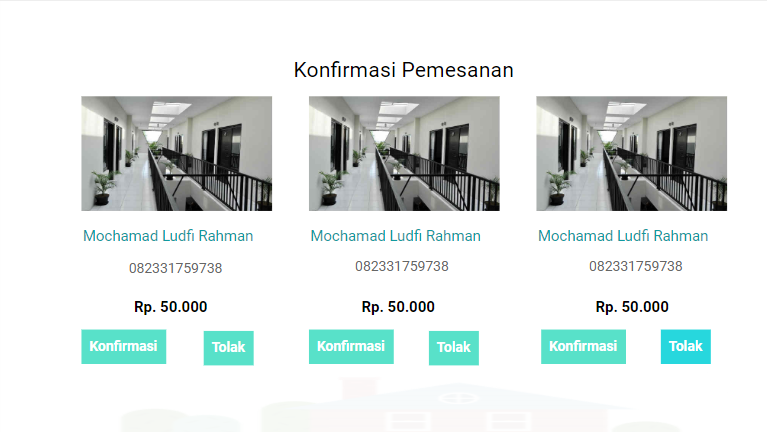 Konfirmasi Pemesanan
Mochamad Ludfi Rahman
082331759738
Rp. 50.000
Konfirmasi
Tolak
Mochamad Ludfi Rahman
082331759738
Rp. 50.000
Konfirmasi
Tolak
Mochamad Ludfi Rahman
082331759738
Rp. 50.000
Konfirmasi
Tolak